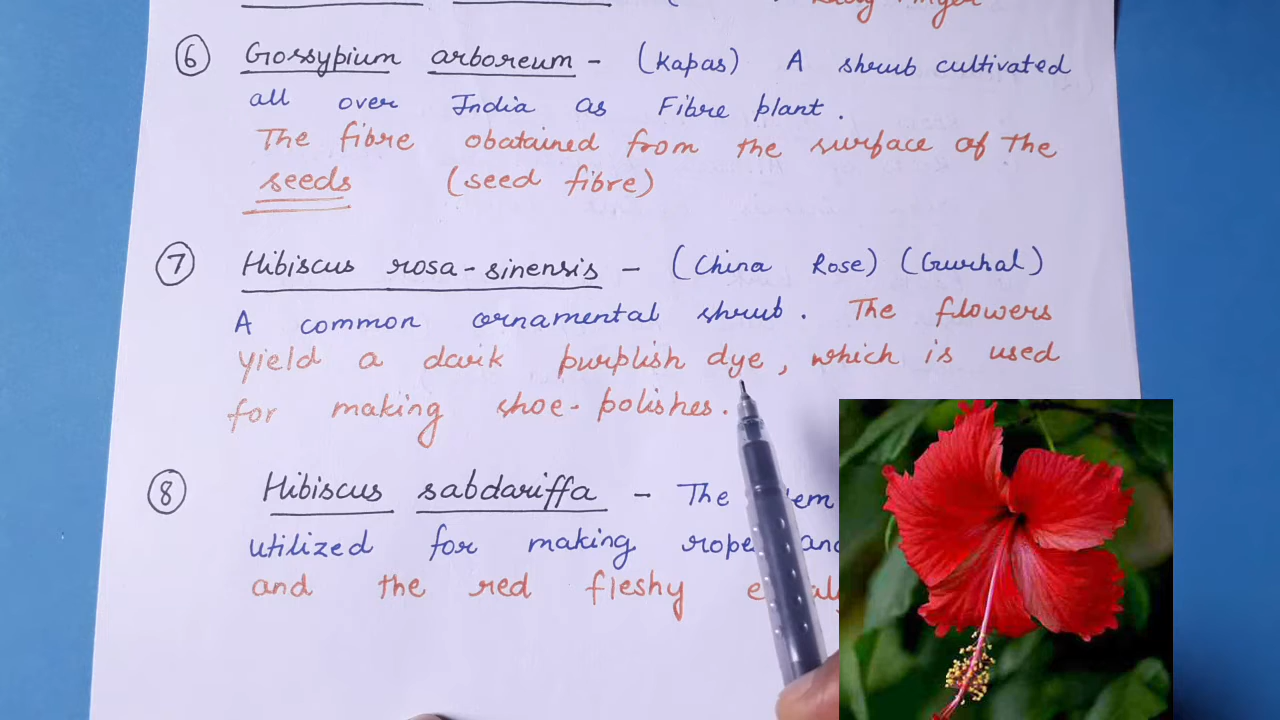 Lady Finger
⑥ Gossypium arboreum - (Kapas) A shrub cultivated
all over India as Fibre plant.
The fibre obatained from the surface of the
seeds (seed fibre)
⑦ Hibiscus rosa-sinensis - (China Rose) (Gurhal)
A common ornamental shrub. The flowers
yield a dark purplish dye, which is used
for making shoe-polishes.
⑧ Hibiscus sabdariffa - The
utilized for making rope
and the red fleshy